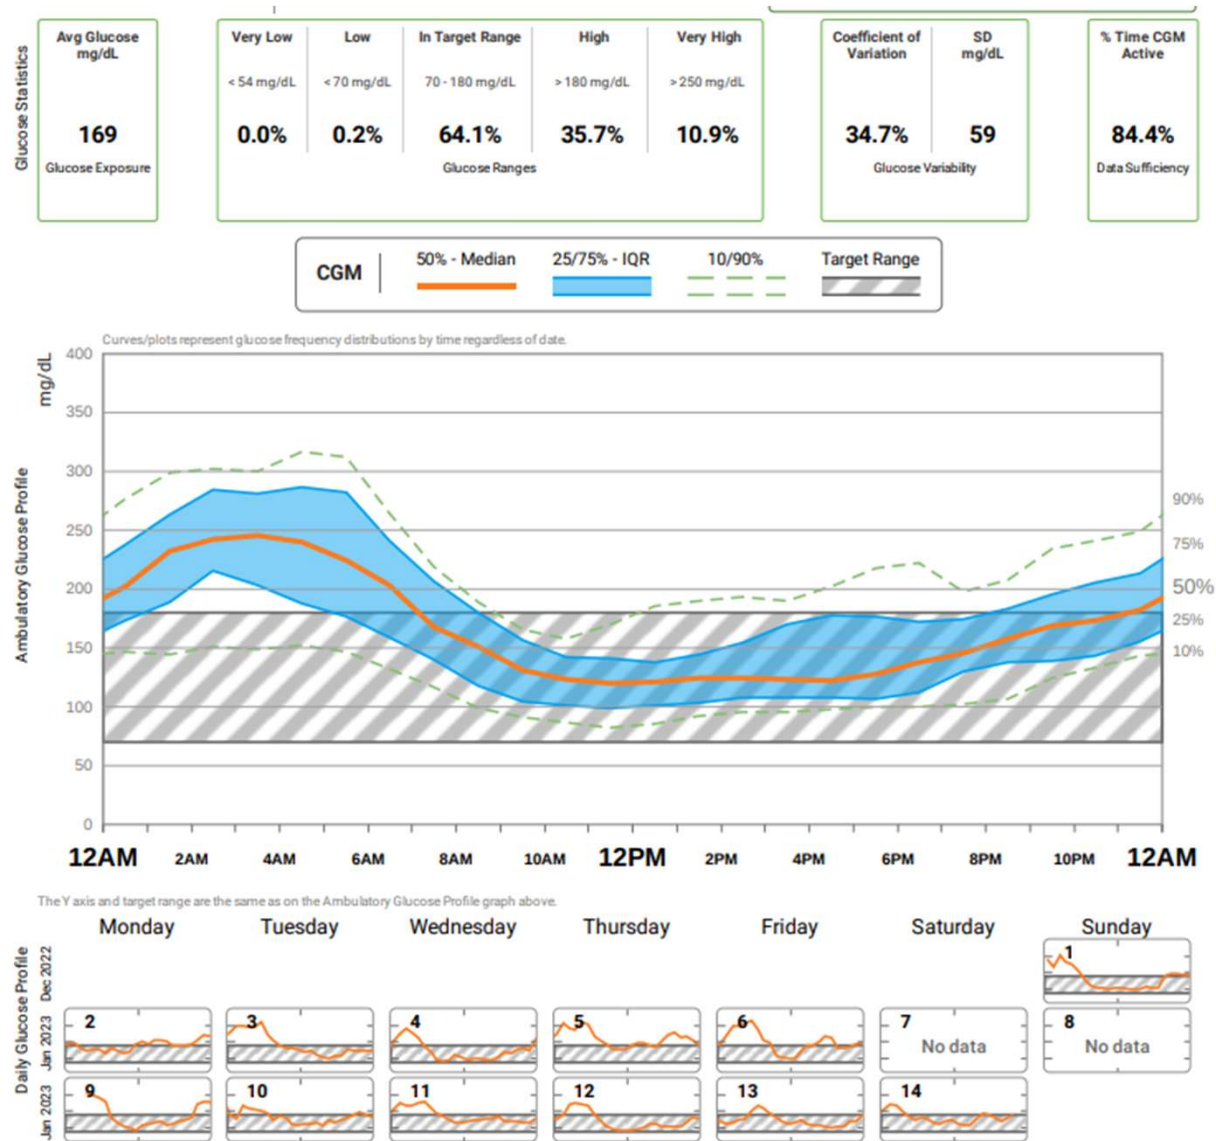 Glucose Statistics
Avg Glucose
mg/dL
169
Glucose Exposure
Very Low
< 54 mg/dL
0.0%
Low
< 70 mg/dL
0.2%
In Target Range
70 - 180 mg/dL
64.1%
High
> 180 mg/dL
35.7%
Very High
> 250 mg/dL
10.9%
Glucose Ranges
Coefficient of
Variation
34.7%
SD
mg/dL
59
Glucose Variability
% Time CGM
Active
84.4%
Data Sufficiency
CGM
50% - Median
25/75% - IQR
10/90%
Target Range
Curves/plots represent glucose frequency distributions by time regardless of date.
Ambulatory Glucose Profile
mg/dL
400
350
300
250
200
150
100
50
0
90%
75%
50%
25%
10%
12AM 2AM 4AM 6AM 8AM 10AM 12PM 2PM 4PM 6PM 8PM 10PM 12AM
The Y axis and target range are the same as on the Ambulatory Glucose Profile graph above.
Daily Glucose Profile
Monday Tuesday Wednesday Thursday Friday Saturday Sunday
Dec 2022
1
Jan 2023
2 3 4 5 6 7 8
No data No data
Jan 2023
9 10 11 12 13 14